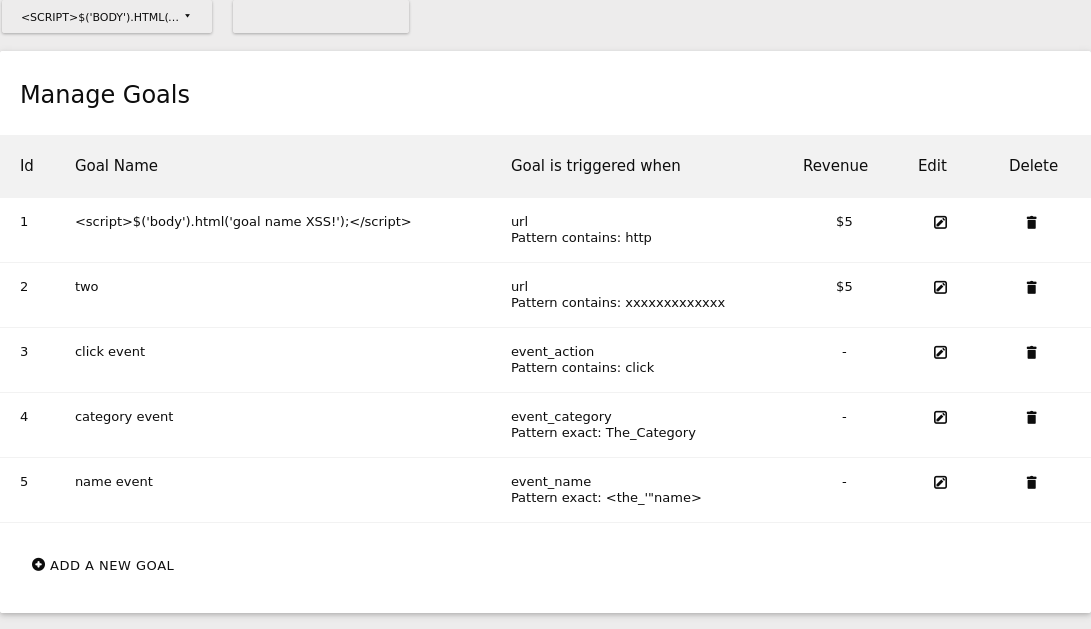 <SCRIPT>$('BODY').HTML(...
Manage Goals
Id Goal Name Goal is triggered when Revenue Edit Delete
1 <script>$('body').html('goal name XSS!');</script> url $5
Pattern contains: http
2 two url $5
Pattern contains: xxxxxxxxxxxxx
3 click event event_action -
Pattern contains: click
4 category event event_category -
Pattern exact: The_Category
5 name event event_name -
Pattern exact: <the_'"name>
ADD A NEW GOAL